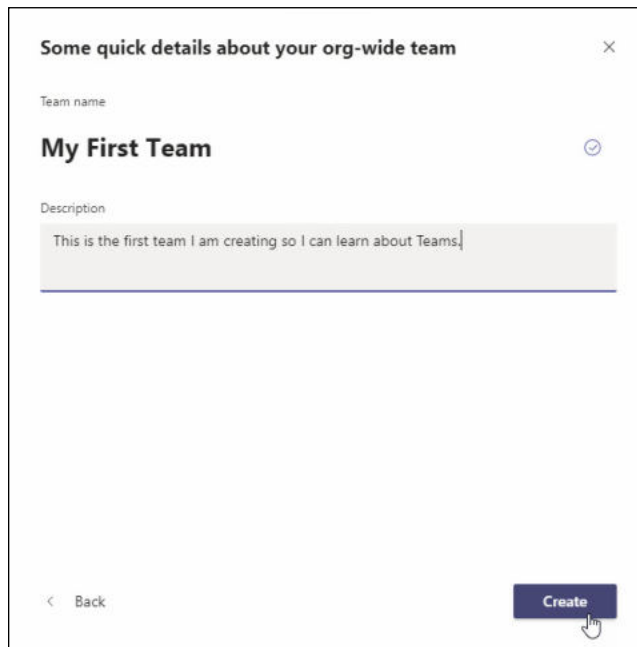 Some quick details about your org-wide team
Team name
My First Team
Description
This is the first team I am creating so I can learn about Teams.
Back
Create